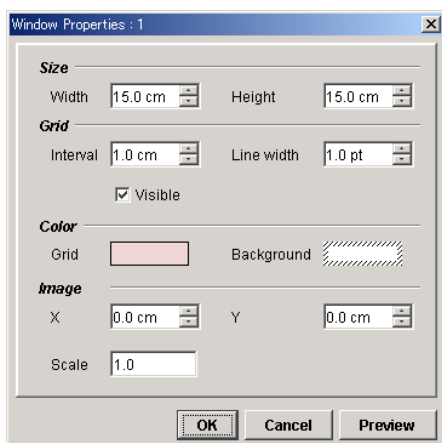 Window Properties : 1
Size
Width 15.0 cm Height 15.0 cm
Grid
Interval 1.0 cm Line width 1.0 pt
Visible
Color
Grid Background
Image
X 0.0 cm Y 0.0 cm
Scale 1.0
OK Cancel Preview